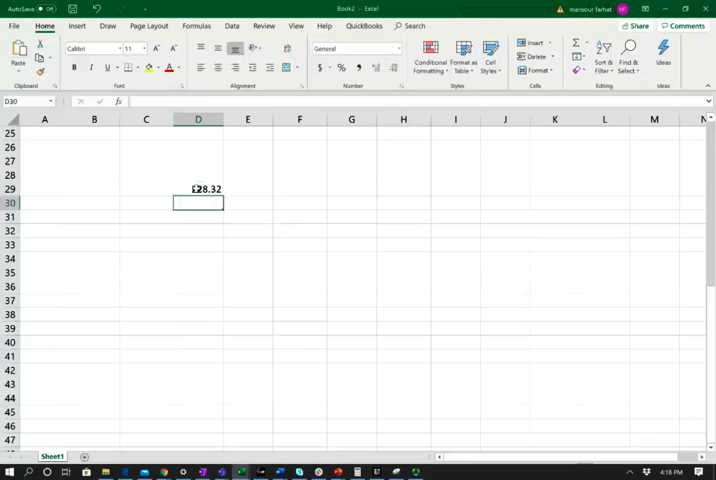 AutoSave Off
Book2 - Excel
mansour farhat MF
File Home Insert Draw Page Layout Formulas Data Review View Help QuickBooks Search
Share Comments
Calibri 11 General Insert
Paste B I U $ % Conditional Formatting Format as Table Cell Styles Delete Format Sort & Filter Find & Select Ideas
Clipboard Font Alignment Number Styles Cells Editing Ideas
D30 fx
A B C D E F G H I J K L M N
25
26
27
28
29 28.32
30
31
32
33
34
35
36
37
38
39
40
41
42
43
44
45
46
47
Sheet1
4:18 PM